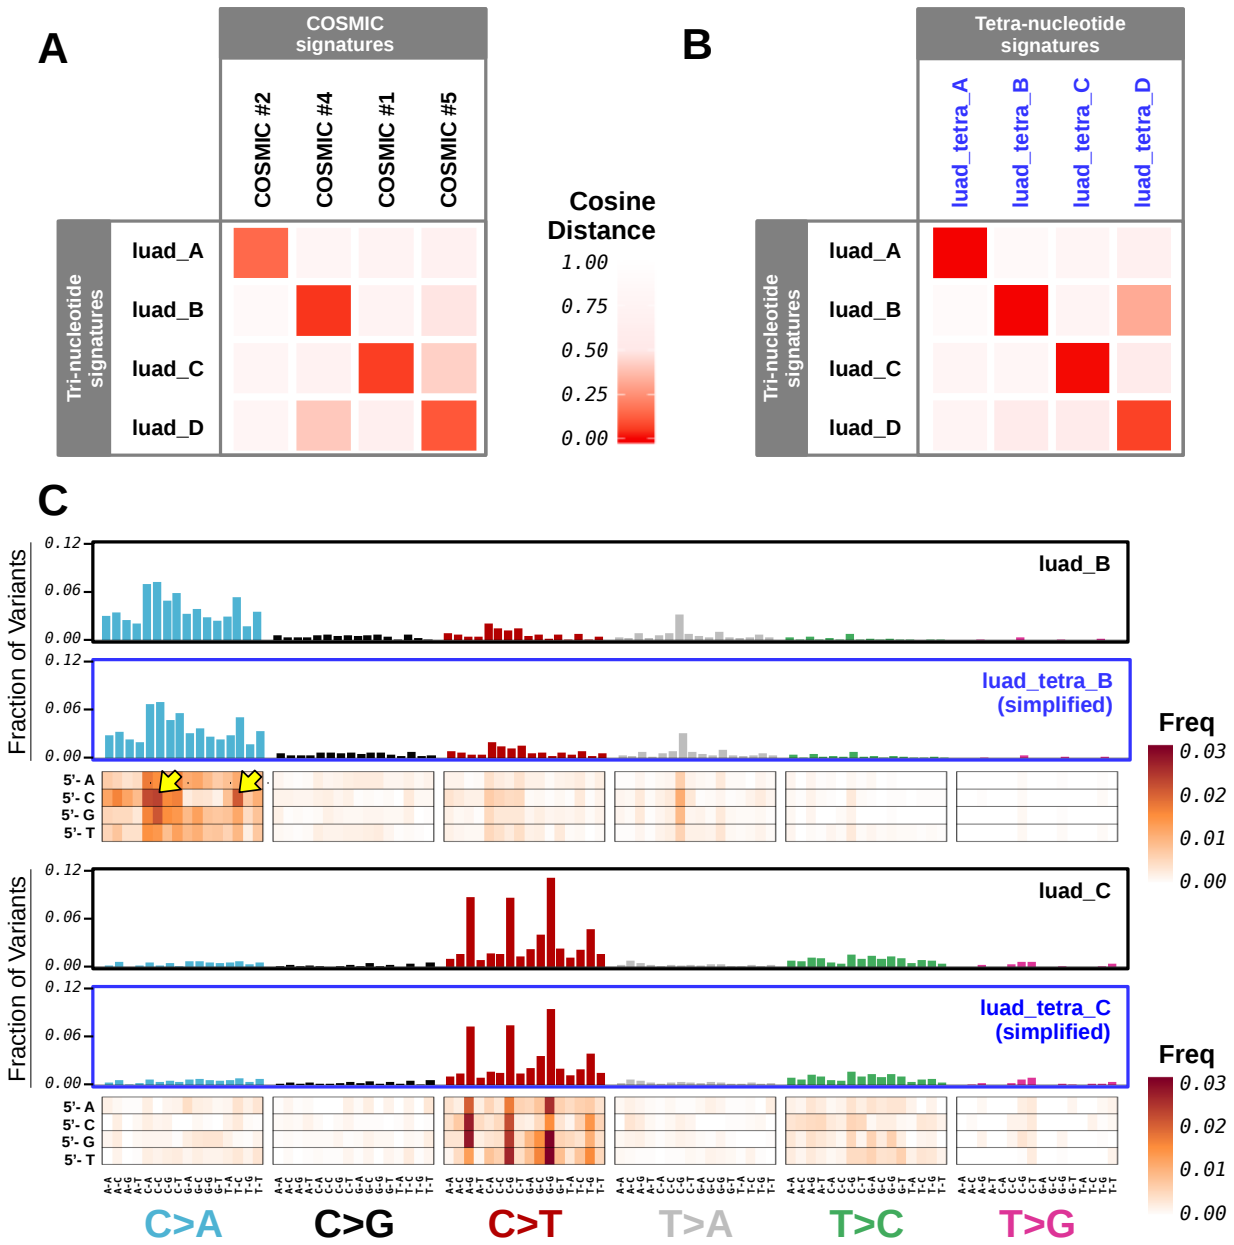 A
COSMIC
signatures
COSMIC #2
COSMIC #4
COSMIC #1
COSMIC #5
Tri-nucleotide
signatures
luad_A
luad_B
luad_C
luad_D
Cosine
Distance
1.00
0.75
0.50
0.25
0.00
B
Tetra-nucleotide
signatures
luad_tetra_A
luad_tetra_B
luad_tetra_C
luad_tetra_D
Tri-nucleotide
signatures
luad_A
luad_B
luad_C
luad_D
C
Fraction of Variants
0.12
0.06
0.00
luad_B
0.12
0.06
0.00
luad_tetra_B
(simplified)
5'- A
5'- C
5'- G
5'- T
Freq
0.03
0.02
0.01
0.00
Fraction of Variants
0.12
0.06
0.00
luad_C
0.12
0.06
0.00
luad_tetra_C
(simplified)
5'- A
5'- C
5'- G
5'- T
Freq
0.03
0.02
0.01
0.00
A-A A-C A-G A-T C-A C-C C-G C-T G-A G-C G-G G-T T-A T-C T-G T-T
A-A A-C A-G A-T C-A C-C C-G C-T G-A G-C G-G G-T T-A T-C T-G T-T
A-A A-C A-G A-T C-A C-C C-G C-T G-A G-C G-G G-T T-A T-C T-G T-T
A-A A-C A-G A-T C-A C-C C-G C-T G-A G-C G-G G-T T-A T-C T-G T-T
A-A A-C A-G A-T C-A C-C C-G C-T G-A G-C G-G G-T T-A T-C T-G T-T
A-A A-C A-G A-T C-A C-C C-G C-T G-A G-C G-G G-T T-A T-C T-G T-T
C>A
C>G
C>T
T>A
T>C
T>G